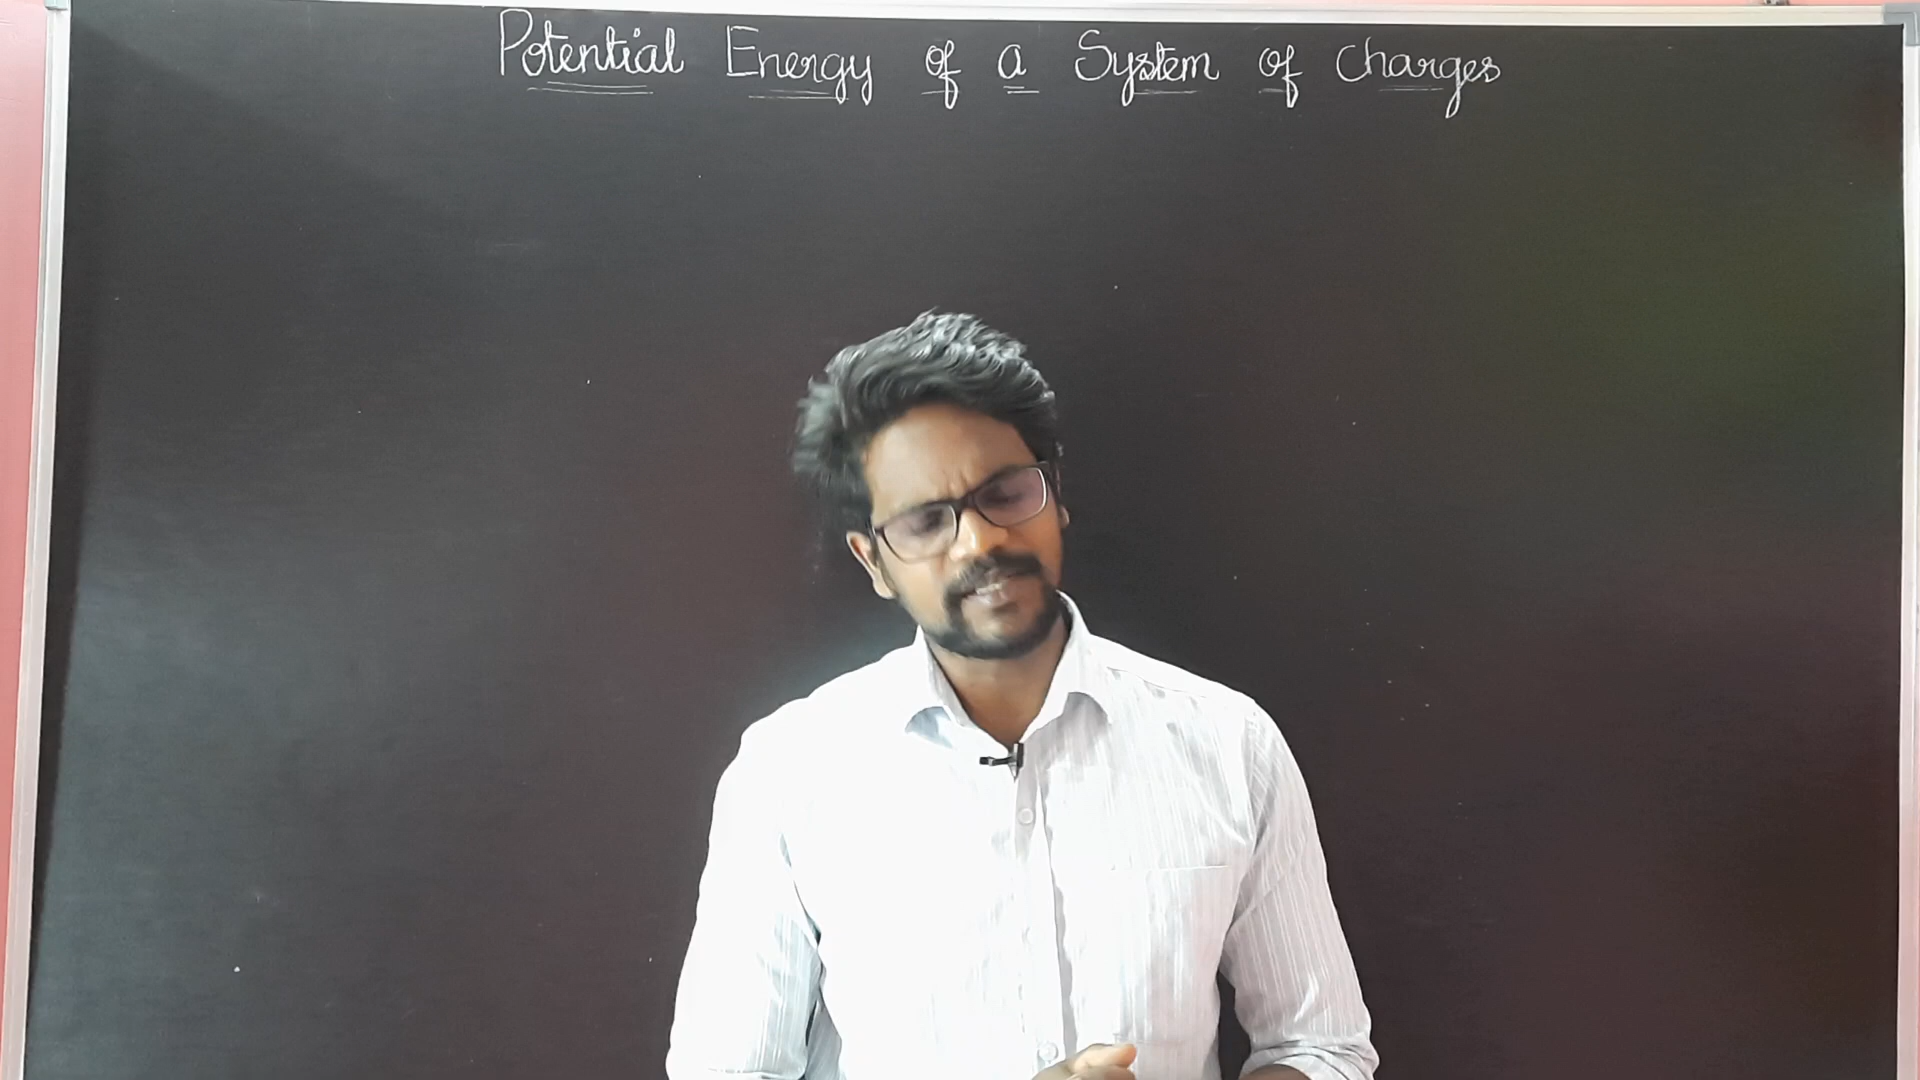 Potential Energy of a System of charges